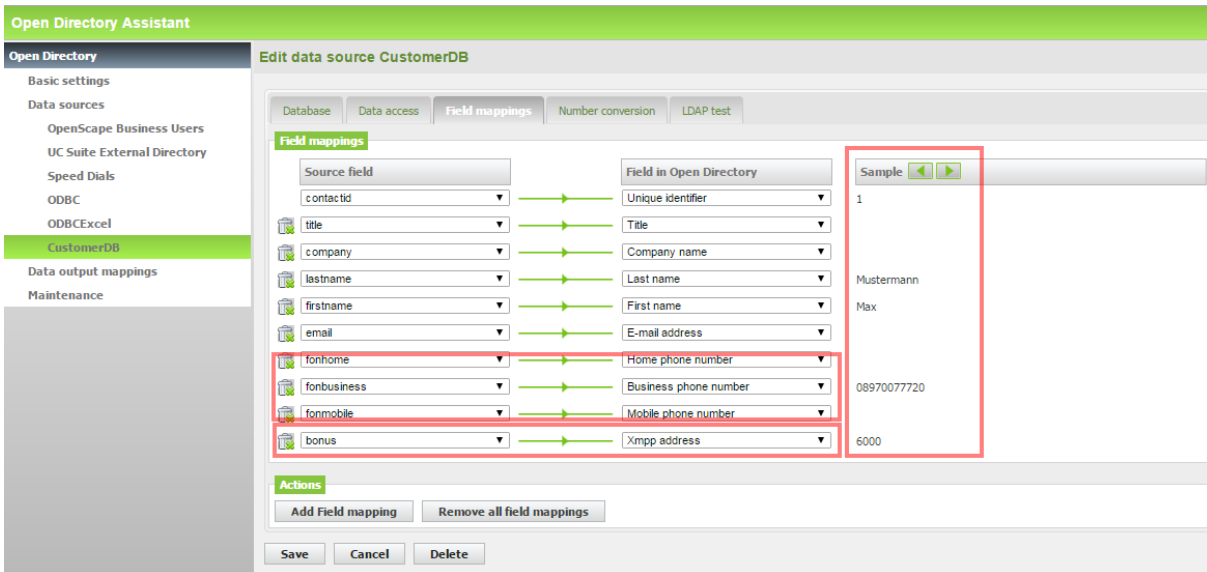 Open Directory Assistant
Open Directory
Basic settings
Data sources
OpenScape Business Users
UC Suite External Directory
Speed Dials
ODBC
ODBCExcel
CustomerDB
Data output mappings
Maintenance
Edit data source CustomerDB
Database Data access Field mappings Number conversion LDAP test
Field mappings
Source field Field in Open Directory Sample
contactid Unique identifier 1
title Title
company Company name
lastname Last name Mustermann
firstname First name Max
email E-mail address
fonhome Home phone number
fonbusiness Business phone number 08970077720
fonmobile Mobile phone number
bonus Xmpp address 6000
Actions
Add Field mapping Remove all field mappings
Save Cancel Delete